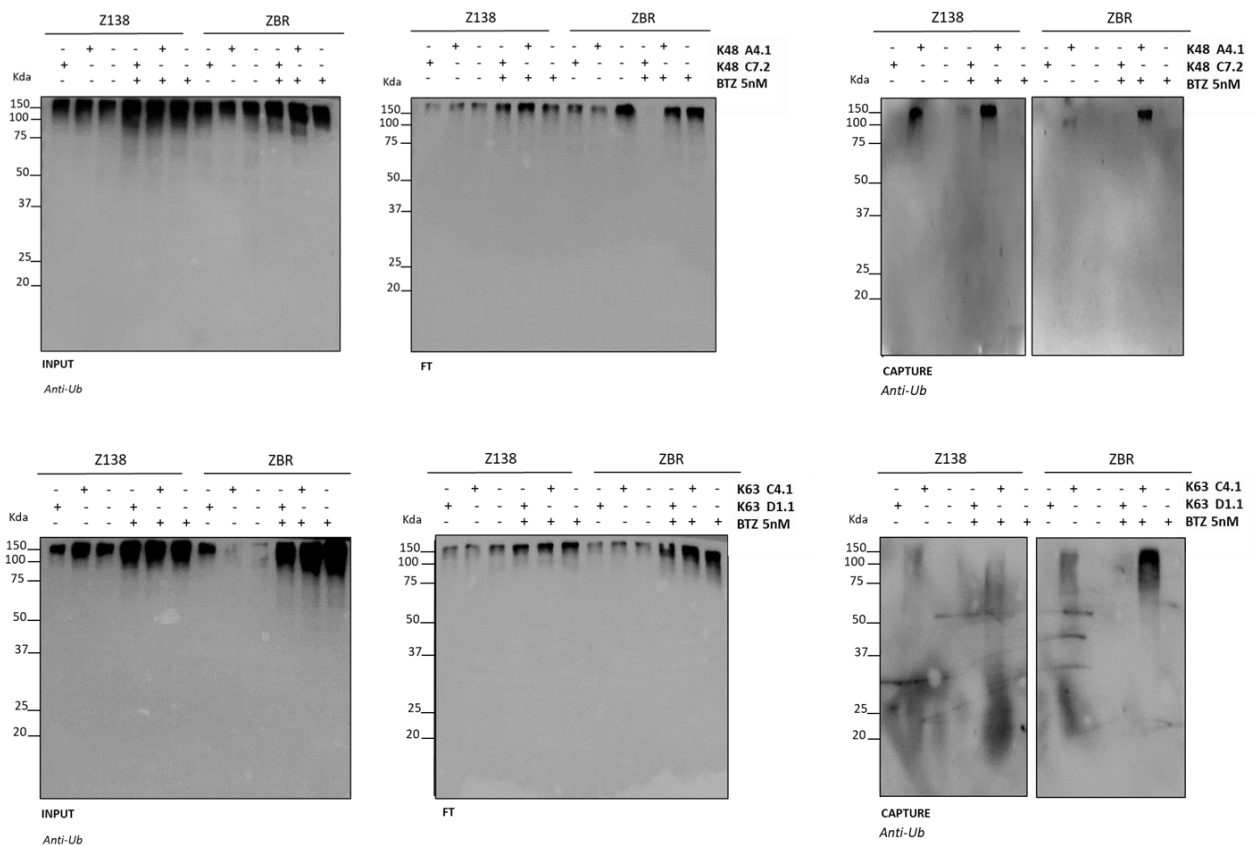 Z138 ZBR
- + - - + - - + - - + -
+ - - + - - + - - + - -
- - - + + + - - - + + +
Kda
150
100
75
50
37
25
20
INPUT
Anti-Ub
Z138 ZBR
- + - - + - - + - - + - K48 A4.1
+ - - + - - + - - + - - K48 C7.2
- - - + + + - - - + + + BTZ 5nM
Kda
150
100
75
50
37
25
20
FT
Z138 ZBR
- + - - + - - + - - + - K48 A4.1
+ - - + - - + - - + - - K48 C7.2
- - - + + + - - - + + + BTZ 5nM
Kda
150
100
75
50
37
25
20
CAPTURE
Anti-Ub
Z138 ZBR
- + - - + - - + - - + -
+ - - + - - + - - + - -
- - - + + + - - - + + +
Kda
150
100
75
50
37
25
20
INPUT
Anti-Ub
Z138 ZBR
- + - - + - - + - - + - K63 C4.1
+ - - + - - + - - + - - K63 D1.1
- - - + + + - - - + + + BTZ 5nM
Kda
150
100
75
50
37
25
20
FT
Z138 ZBR
- + - - + - - + - - + - K63 C4.1
+ - - + - - + - - + - - K63 D1.1
- - - + + + - - - + + + BTZ 5nM
Kda
150
100
75
50
37
25
20
CAPTURE
Anti-Ub